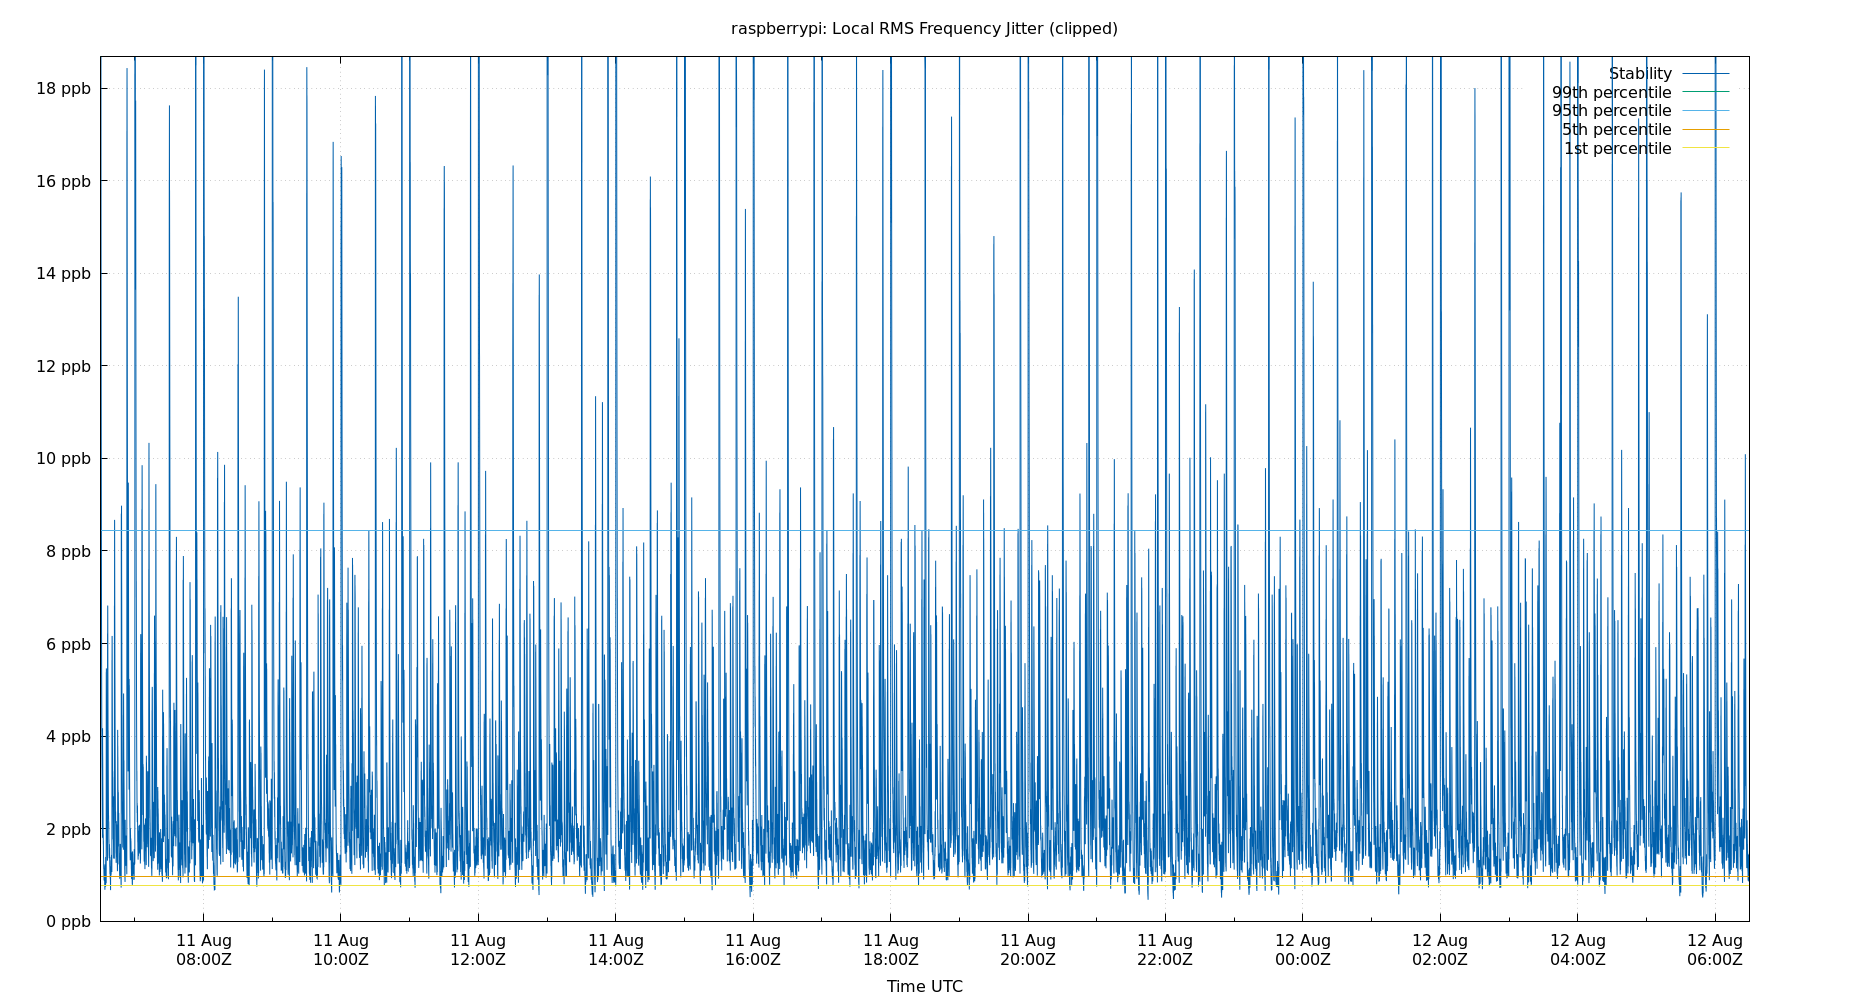 raspberrypi: Local RMS Frequency Jitter (clipped)
18 ppb
16 ppb
14 ppb
12 ppb
10 ppb
8 ppb
6 ppb
4 ppb
2 ppb
0 ppb
Stability
99th percentile
95th percentile
5th percentile
1st percentile
11 Aug 11 Aug 11 Aug 11 Aug 11 Aug 11 Aug 11 Aug 11 Aug 12 Aug 12 Aug 12 Aug 12 Aug
08:00Z 10:00Z 12:00Z 14:00Z 16:00Z 18:00Z 20:00Z 22:00Z 00:00Z 02:00Z 04:00Z 06:00Z
Time UTC